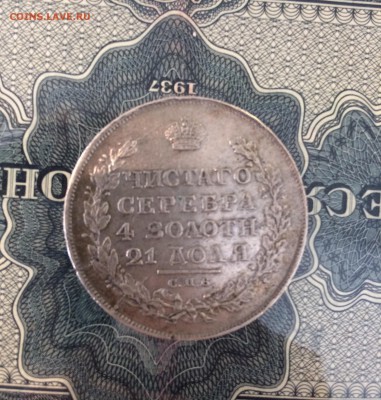 COINS.LAVE.RU
1937
ЧИСТАГО
СЕРЕБРА
4 ЗОЛОТН
21 ДОЛЯ
С.П.Б.